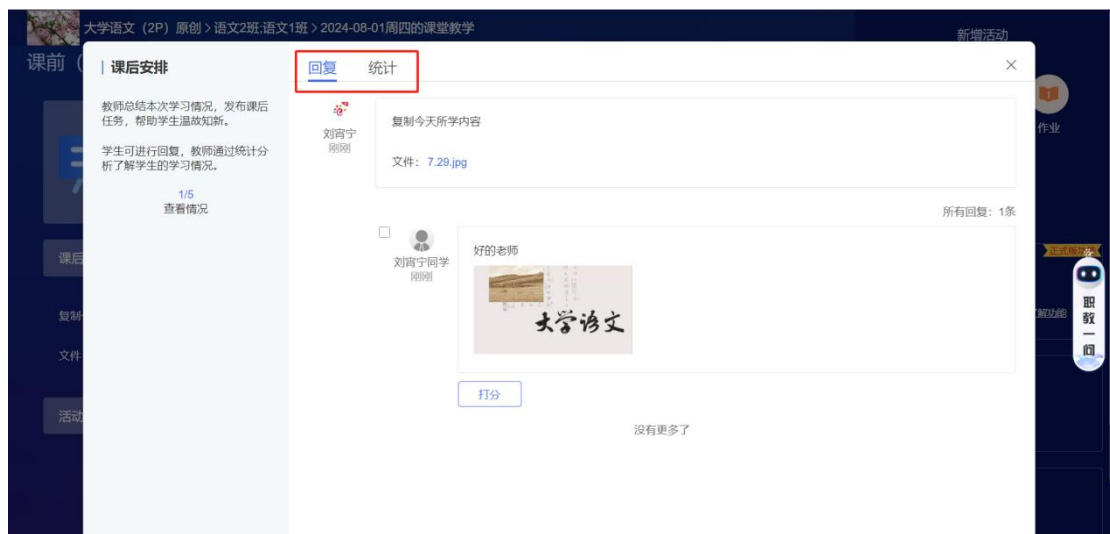 大学语文（2P）原创 > 语文2班;语文1班 > 2024-08-01周四的课堂教学
新增活动
课前（
课后安排
回复 统计
教师总结本次学习情况，发布课后
任务，帮助学生温故知新。
学生可进行回复，教师通过统计分
析了解学生的学习情况。
1/5
查看情况
刘宵宁
刚刚
复制今天所学内容
文件：7.29.jpg
所有回复：1条
刘宵宁同学
刚刚
好的老师
大学语文
打分
没有更多了
作业
课后
复制
文件
活动
正式版功能
了解功能
职教一问